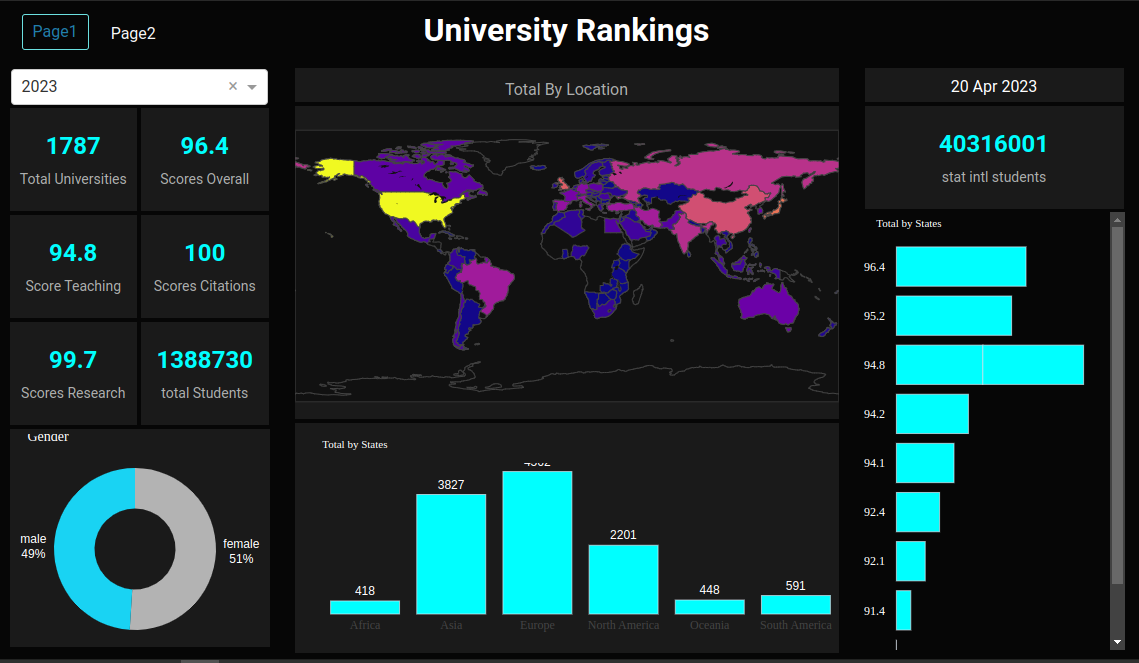 Page1
Page2
University Rankings
2023
×
1787
Total Universities
96.4
Scores Overall
94.8
Score Teaching
100
Scores Citations
99.7
Scores Research
1388730
total Students
Gender
male
49%
female
51%
Total By Location
Total by States
418
3827
2201
448
591
Africa
Asia
Europe
North America
Oceania
South America
20 Apr 2023
40316001
stat intl students
Total by States
96.4
95.2
94.8
94.2
94.1
92.4
92.1
91.4